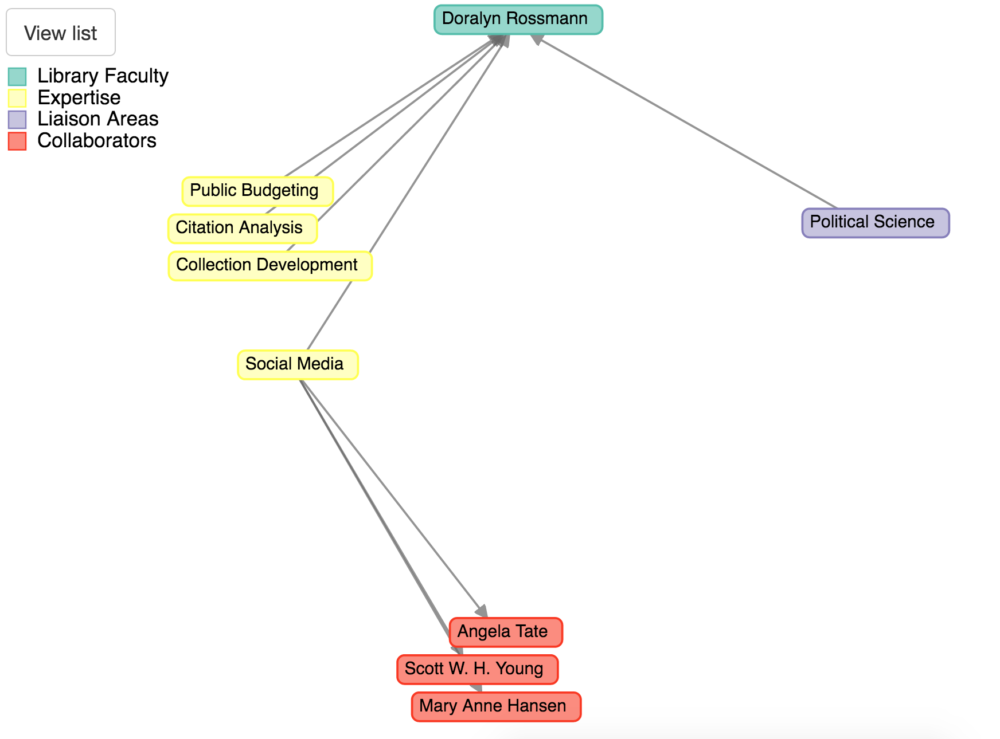 View list
Library Faculty
Expertise
Liaison Areas
Collaborators
Doralyn Rossmann
Public Budgeting
Citation Analysis
Collection Development
Political Science
Social Media
Angela Tate
Scott W. H. Young
Mary Anne Hansen